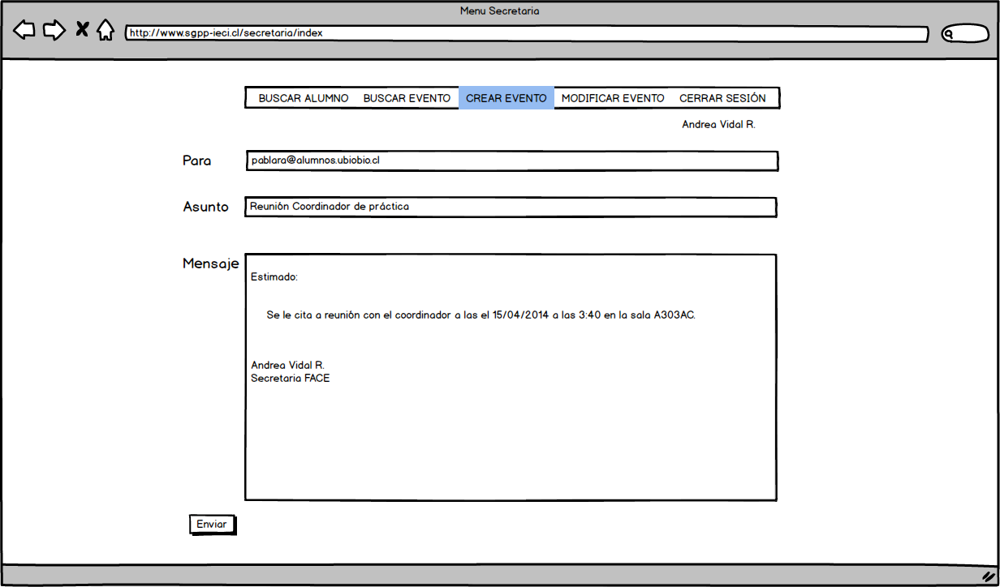 Menu Secretaria
http://www.sgpp-ieci.cl/secretaria/index
BUSCAR ALUMNO BUSCAR EVENTO CREAR EVENTO MODIFICAR EVENTO CERRAR SESIÓN
Andrea Vidal R.
Para pablara@alumnos.ubiobio.cl
Asunto Reunión Coordinador de práctica
Mensaje
Estimado:
Se le cita a reunión con el coordinador a las el 15/04/2014 a las 3:40 en la sala A303AC.
Andrea Vidal R.
Secretaria FACE
Enviar